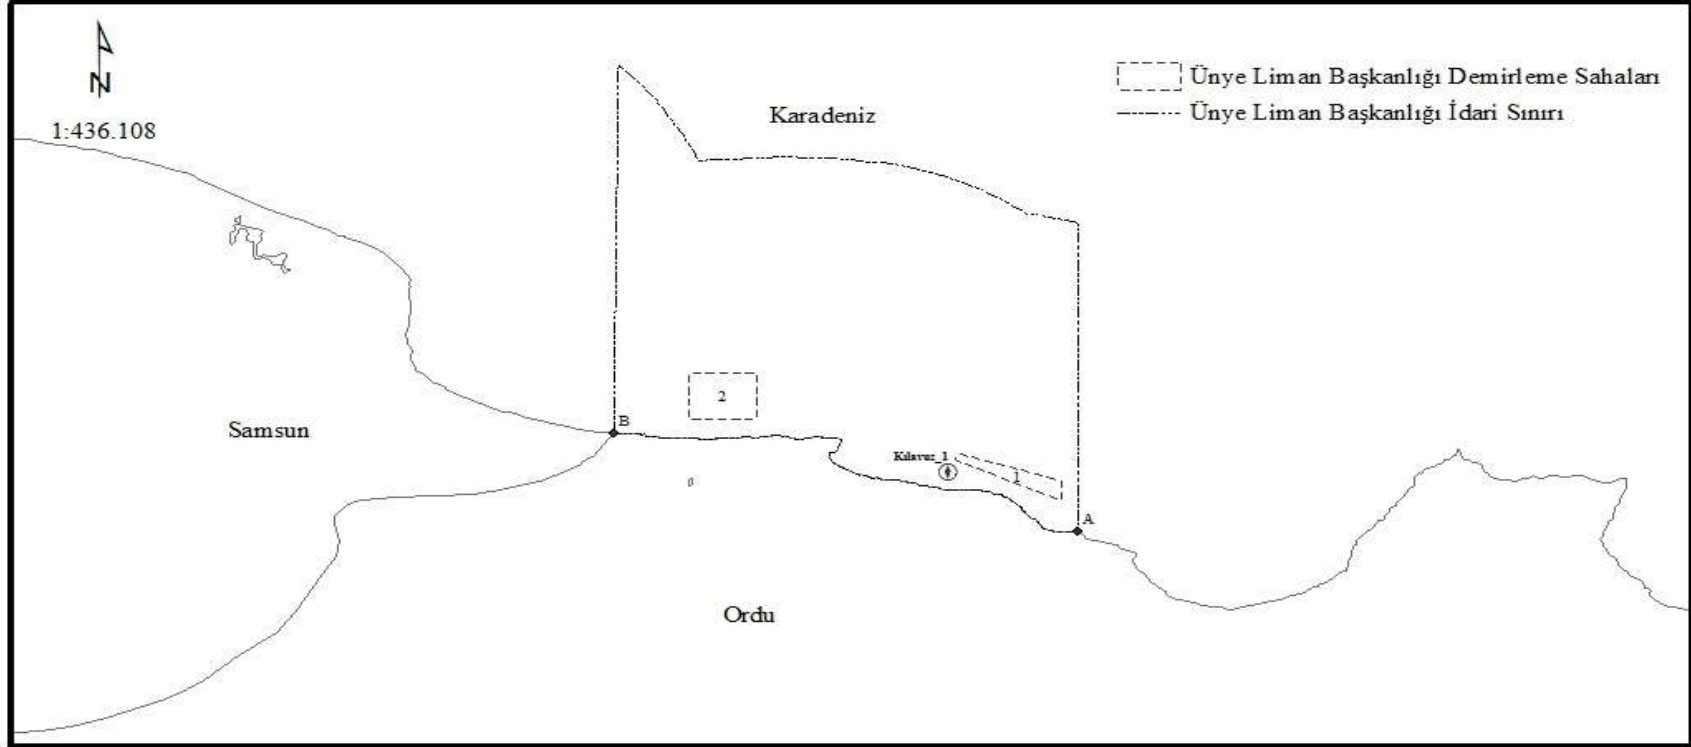 N
1:436.108
Karadeniz
Ünye Liman Başkanlığı Demirleme Sahaları
Ünye Liman Başkanlığı İdari Sınırı
2
B
Samsun
Kılavuz_1
1
A
Ordu